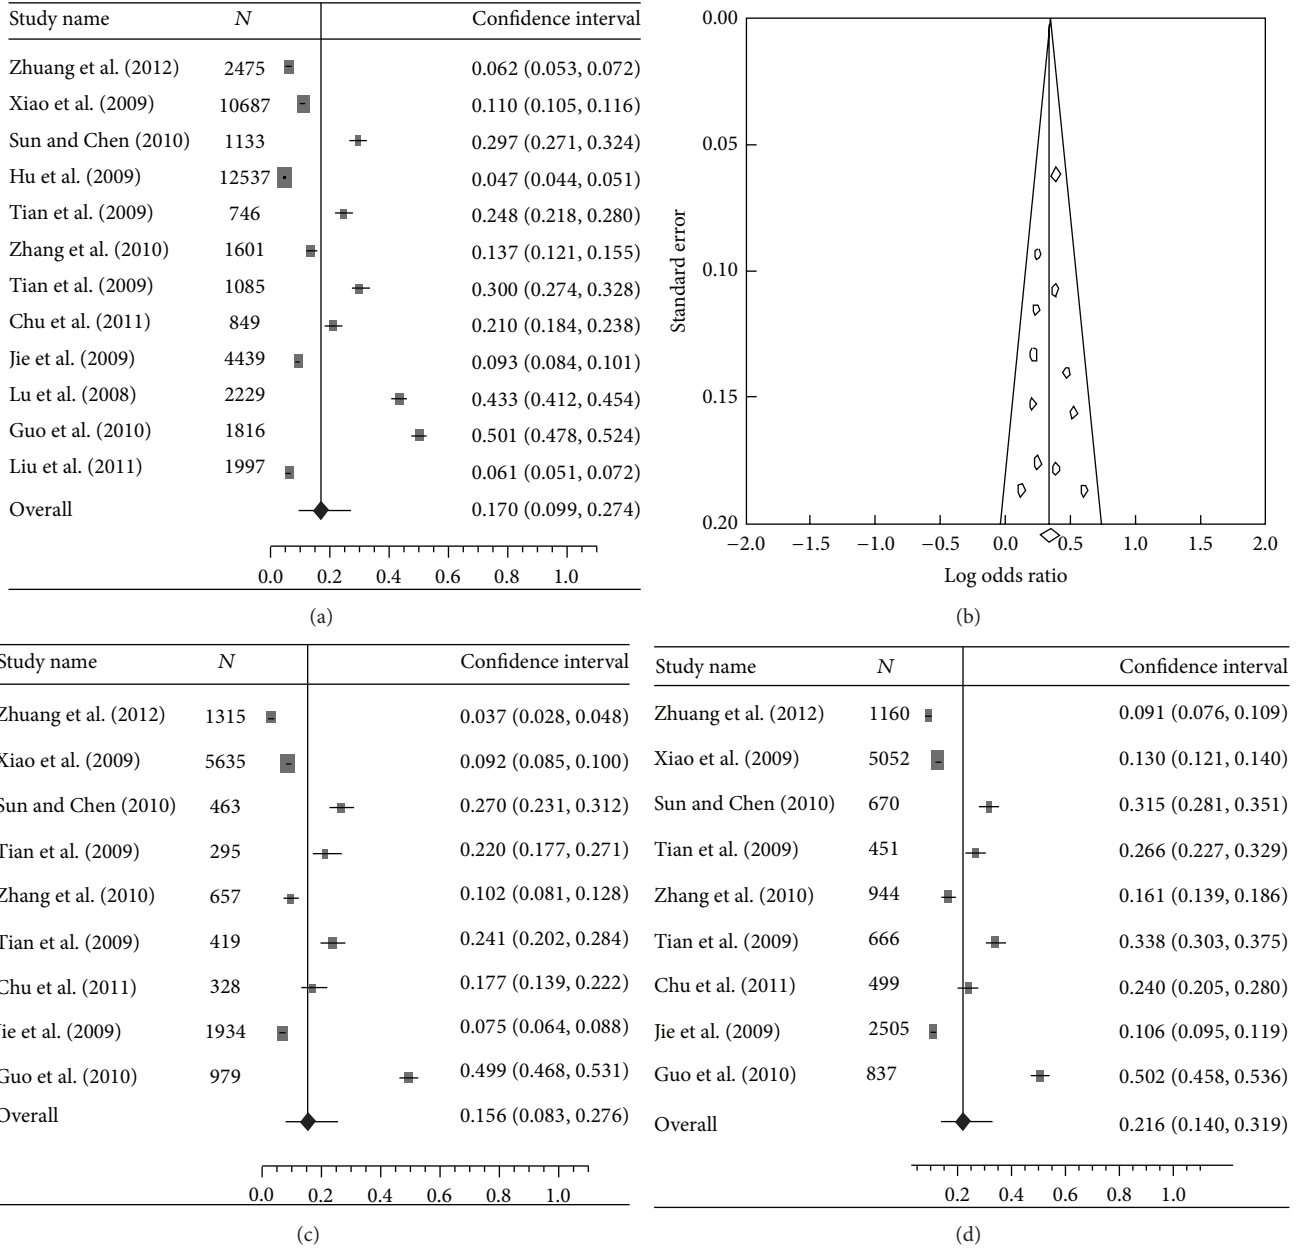 Study name N Confidence interval
Zhuang et al. (2012) 2475 0.062 (0.053, 0.072)
Xiao et al. (2009) 10687 0.110 (0.105, 0.116)
Sun and Chen (2010) 1133 0.297 (0.271, 0.324)
Hu et al. (2009) 12537 0.047 (0.044, 0.051)
Tian et al. (2009) 746 0.248 (0.218, 0.280)
Zhang et al. (2010) 1601 0.137 (0.121, 0.155)
Tian et al. (2009) 1085 0.300 (0.274, 0.328)
Chu et al. (2011) 849 0.210 (0.184, 0.238)
Jie et al. (2009) 4439 0.093 (0.084, 0.101)
Lu et al. (2008) 2229 0.433 (0.412, 0.454)
Guo et al. (2010) 1816 0.501 (0.478, 0.524)
Liu et al. (2011) 1997 0.061 (0.051, 0.072)
Overall 0.170 (0.099, 0.274)
0.0 0.2 0.4 0.6 0.8 1.0
(a)
0.00
0.05
0.10
0.15
0.20
Standard error
−2.0 −1.5 −1.0 −0.5 0.0 0.5 1.0 1.5 2.0
Log odds ratio
(b)
Study name N Confidence interval
Zhuang et al. (2012) 1315 0.037 (0.028, 0.048)
Xiao et al. (2009) 5635 0.092 (0.085, 0.100)
Sun and Chen (2010) 463 0.270 (0.231, 0.312)
Tian et al. (2009) 295 0.220 (0.177, 0.271)
Zhang et al. (2010) 657 0.102 (0.081, 0.128)
Tian et al. (2009) 419 0.241 (0.202, 0.284)
Chu et al. (2011) 328 0.177 (0.139, 0.222)
Jie et al. (2009) 1934 0.075 (0.064, 0.088)
Guo et al. (2010) 979 0.499 (0.468, 0.531)
Overall 0.156 (0.083, 0.276)
0.0 0.2 0.4 0.6 0.8 1.0
(c)
Study name N Confidence interval
Zhuang et al. (2012) 1160 0.091 (0.076, 0.109)
Xiao et al. (2009) 5052 0.130 (0.121, 0.140)
Sun and Chen (2010) 670 0.315 (0.281, 0.351)
Tian et al. (2009) 451 0.266 (0.227, 0.329)
Zhang et al. (2010) 944 0.161 (0.139, 0.186)
Tian et al. (2009) 666 0.338 (0.303, 0.375)
Chu et al. (2011) 499 0.240 (0.205, 0.280)
Jie et al. (2009) 2505 0.106 (0.095, 0.119)
Guo et al. (2010) 837 0.502 (0.458, 0.536)
Overall 0.216 (0.140, 0.319)
0.2 0.4 0.6 0.8 1.0
(d)